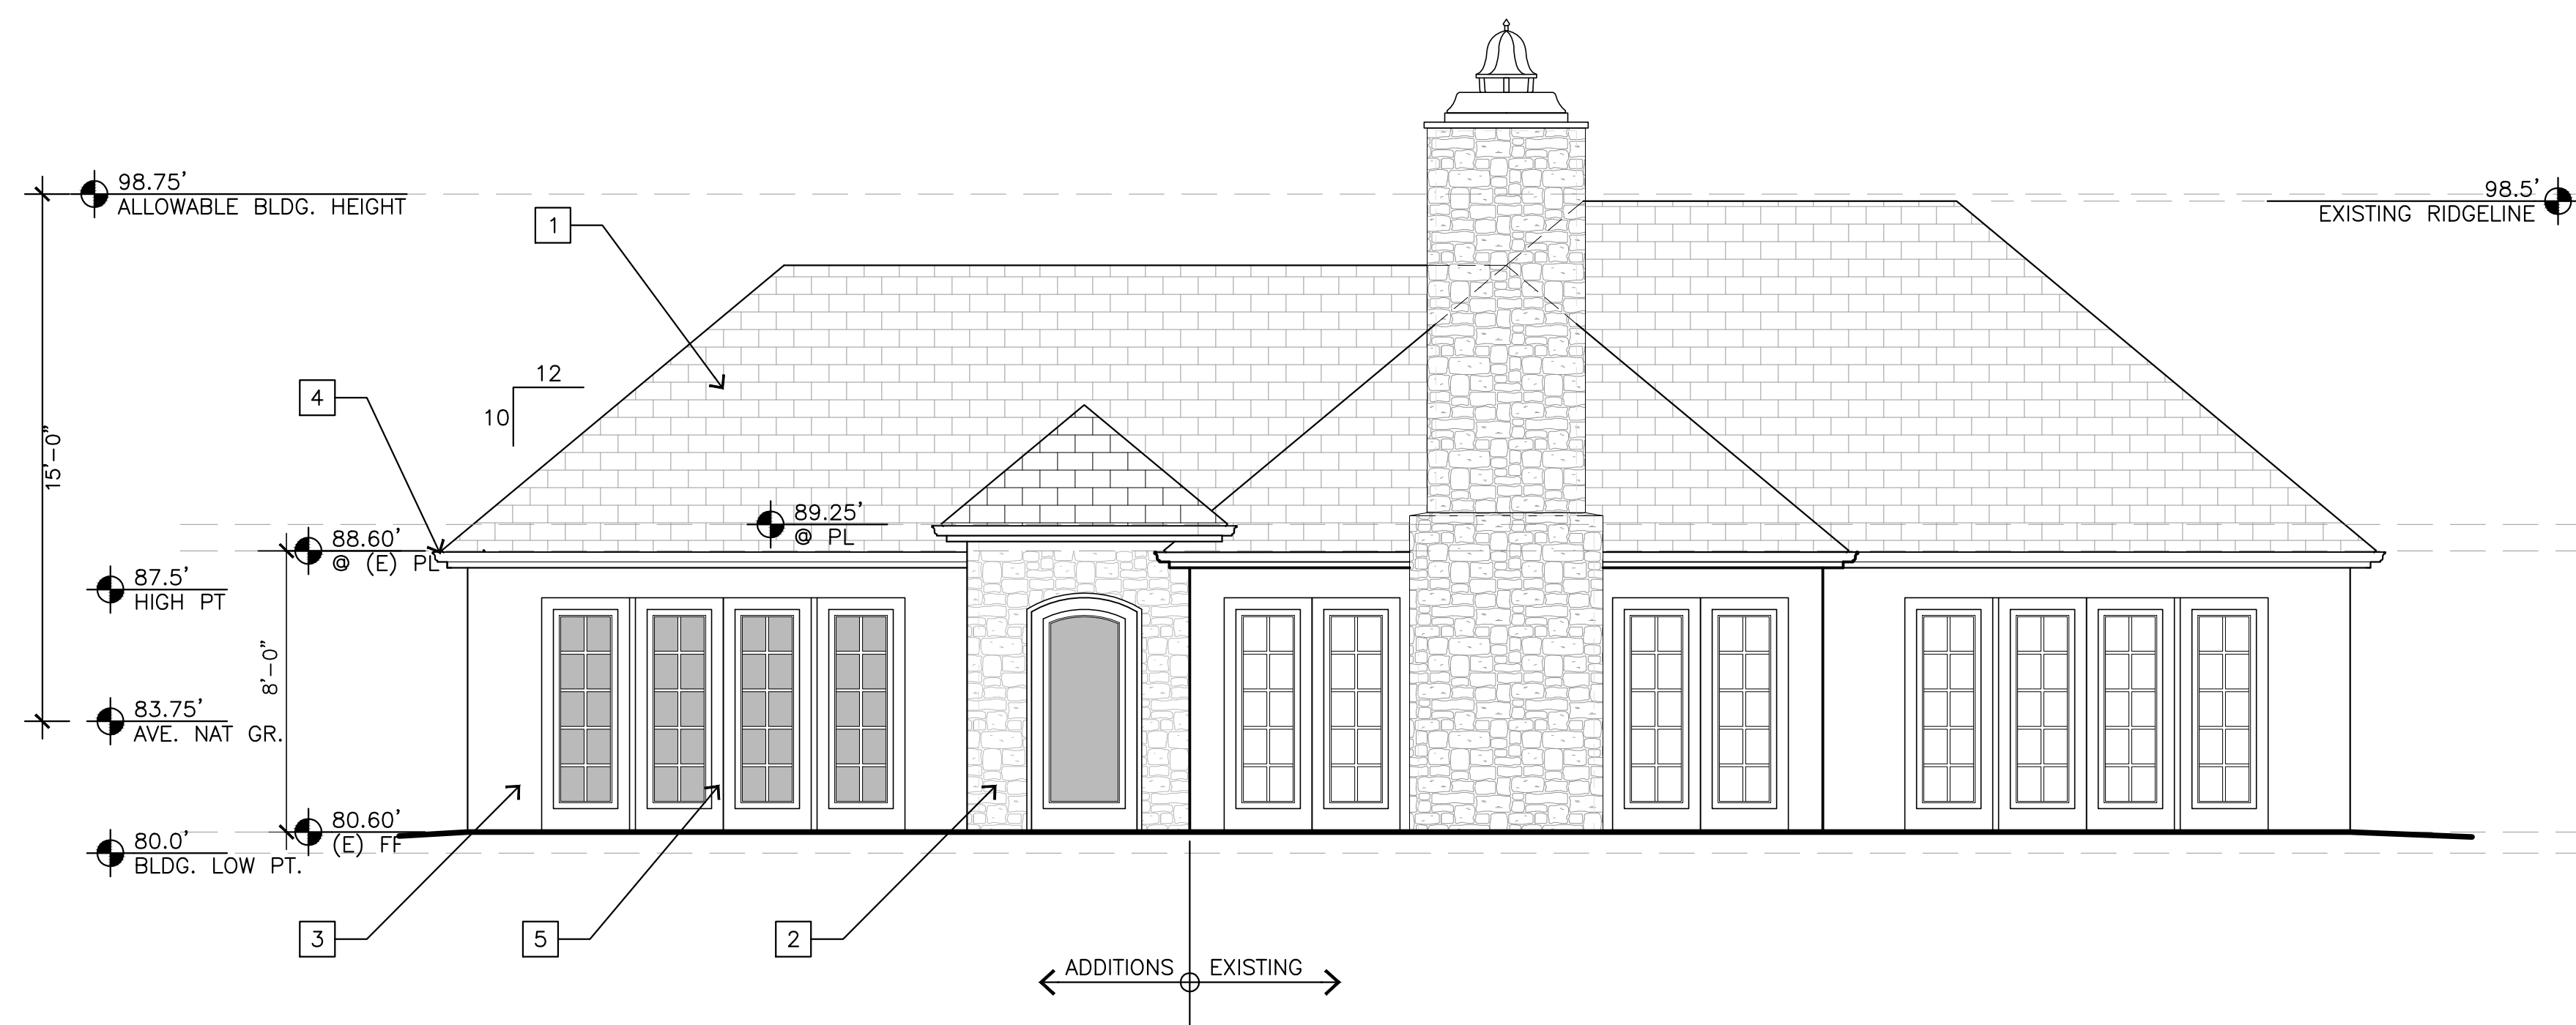 98.75'
ALLOWABLE BLDG. HEIGHT
98.5'
EXISTING RIDGELINE
1
12
10
4
15'-0"
89.25'
@ PL
88.60'
@ (E) PL
87.5'
HIGH PT
8'-0"
83.75'
AVE. NAT GR.
80.60'
(E) FF
80.0'
BLDG. LOW PT.
3
5
2
ADDITIONS
EXISTING